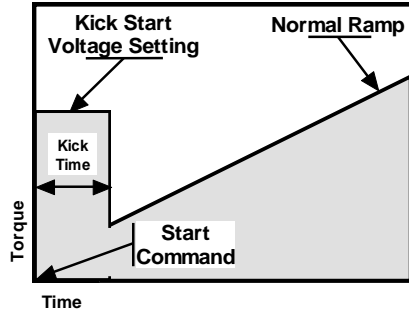 Kick Start
Voltage Setting
Normal Ramp
Kick
Time
Torque
Start
Command
Time